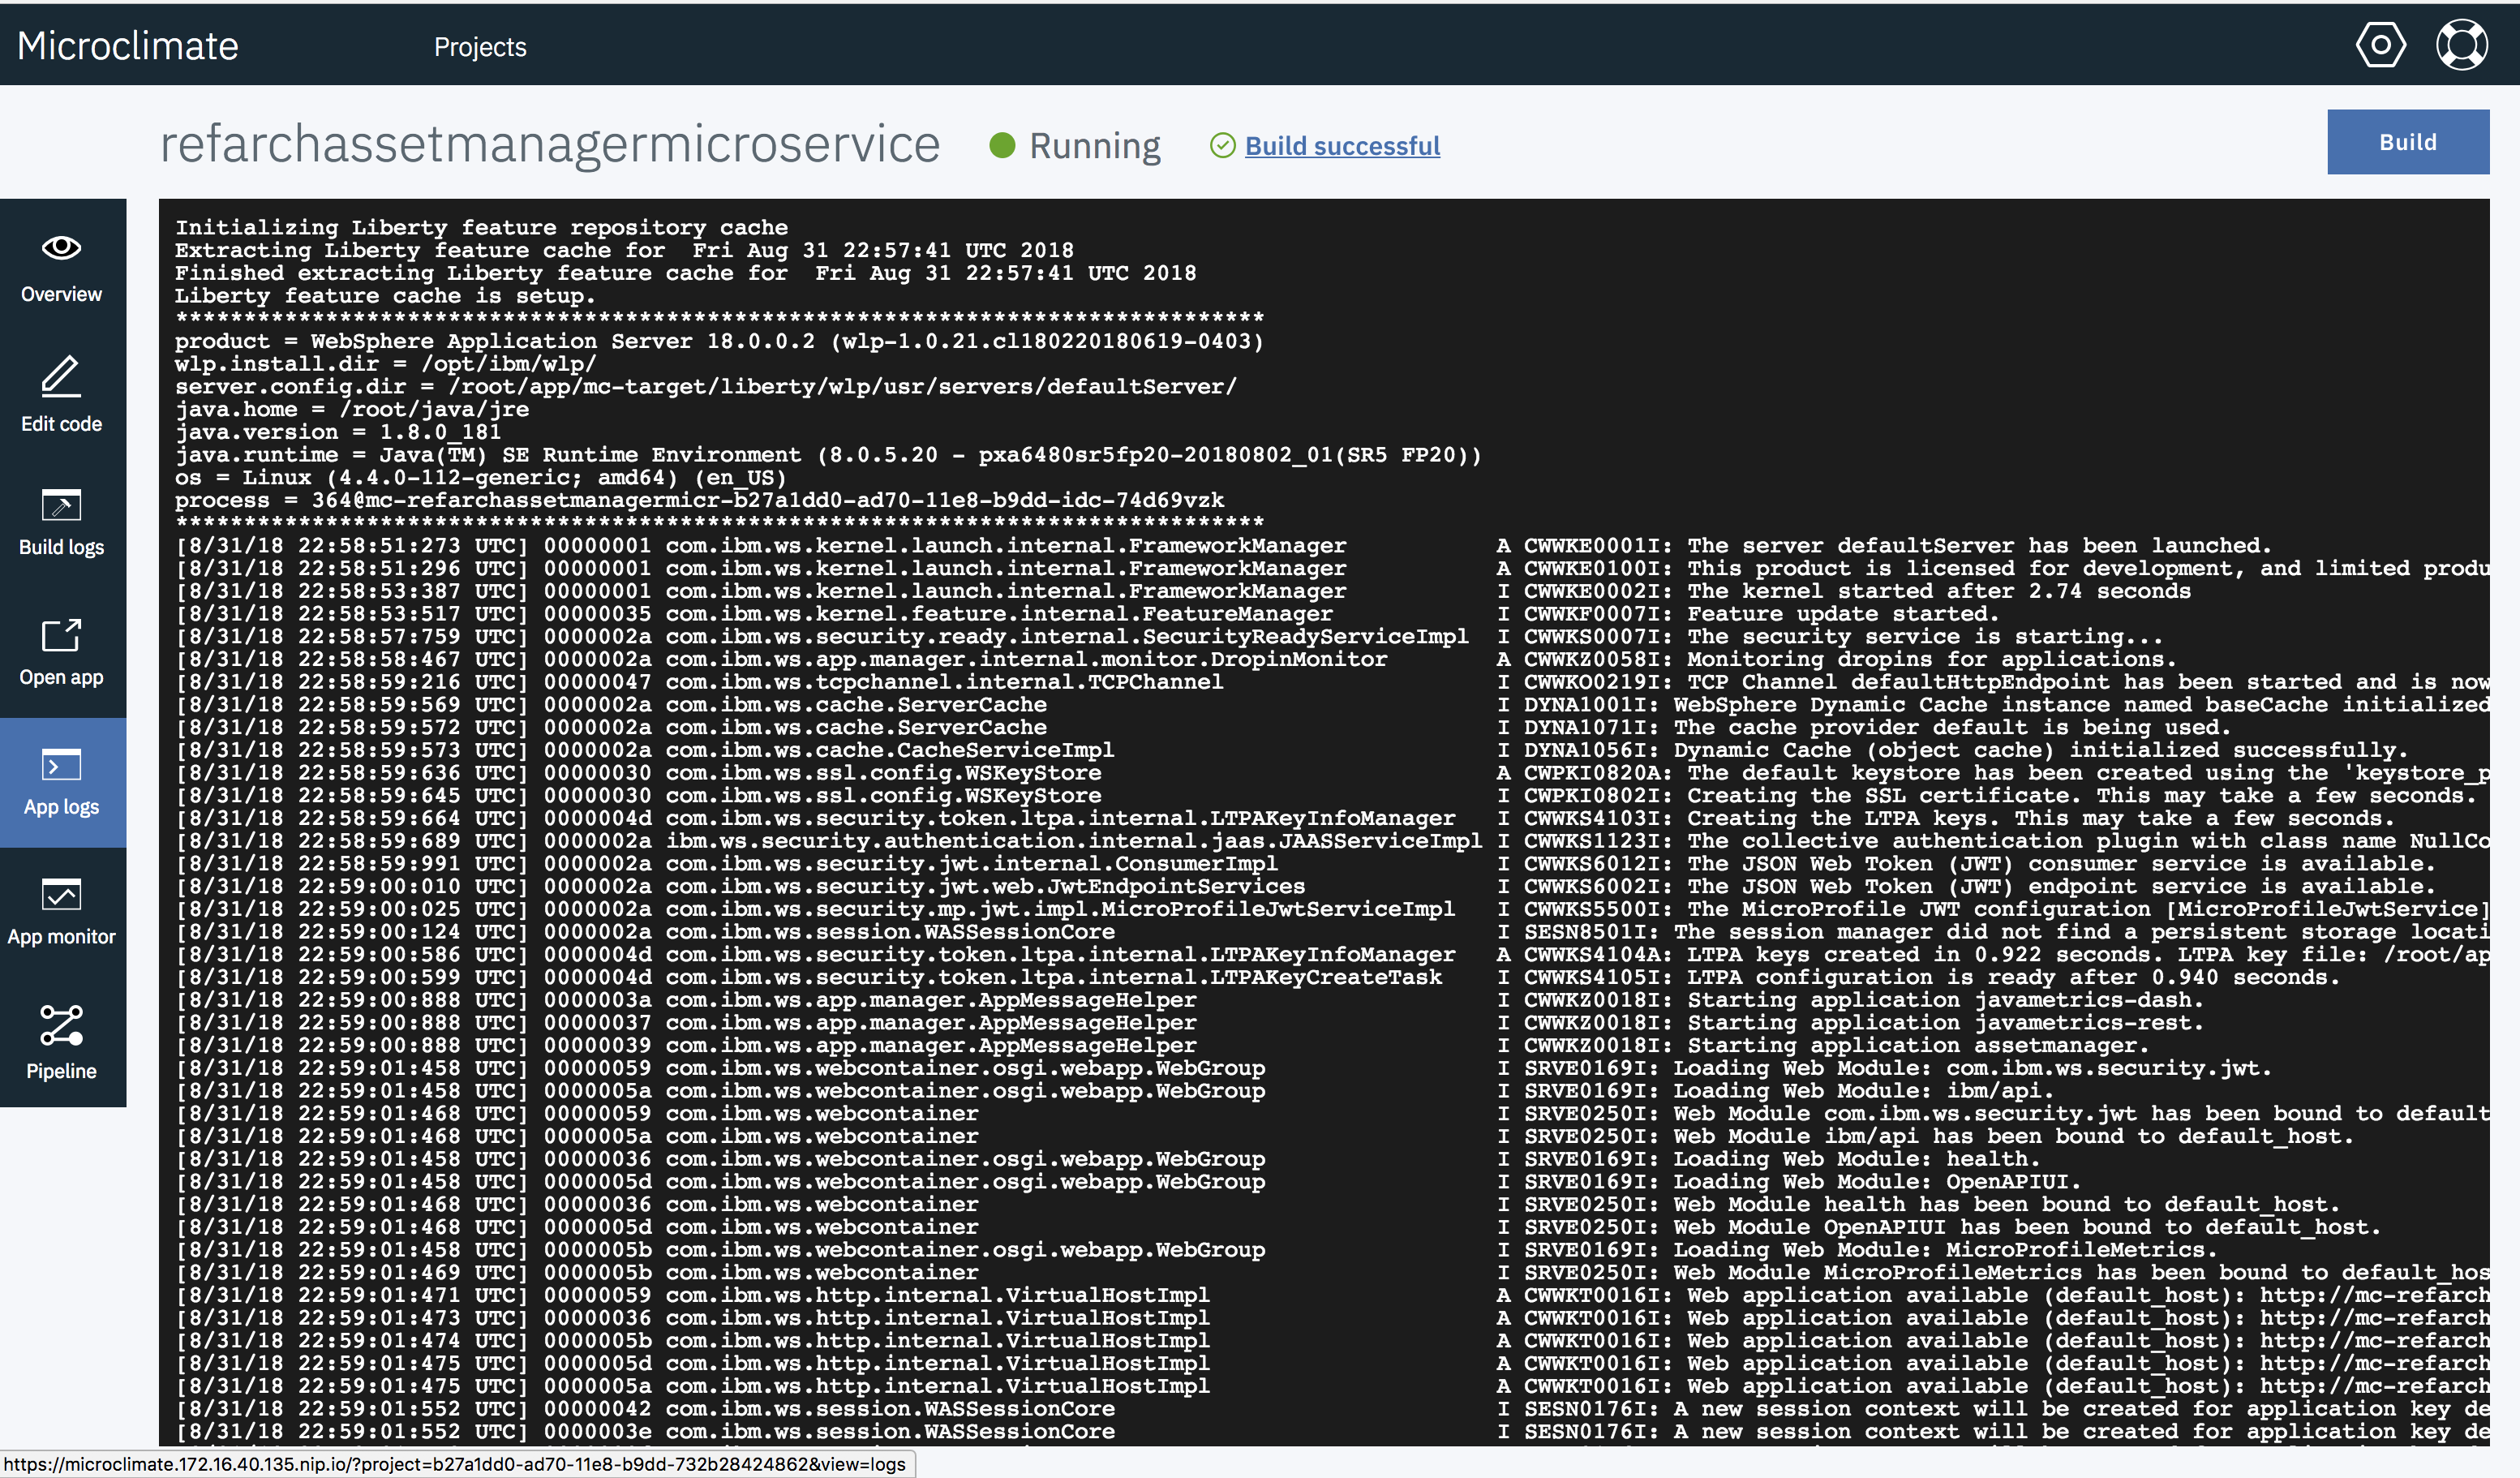 Microclimate Projects
refarchassetmanagermicroservice Running Build successful Build
Overview
Edit code
Build logs
Open app
App logs
App monitor
Pipeline
Initializing Liberty feature repository cache
Extracting Liberty feature cache for  Fri Aug 31 22:57:41 UTC 2018
Finished extracting Liberty feature cache for  Fri Aug 31 22:57:41 UTC 2018
Liberty feature cache is setup.
********************************************************************************
product = WebSphere Application Server 18.0.0.2 (wlp-1.0.21.cl180220180619-0403)
wlp.install.dir = /opt/ibm/wlp/
server.config.dir = /root/app/mc-target/liberty/wlp/usr/servers/defaultServer/
java.home = /root/java/jre
java.version = 1.8.0_181
java.runtime = Java(TM) SE Runtime Environment (8.0.5.20 - pxa6480sr5fp20-20180802_01(SR5 FP20))
os = Linux (4.4.0-112-generic; amd64) (en_US)
process = 364@mc-refarchassetmanagermicr-b27a1dd0-ad70-11e8-b9dd-idc-74d69vzk
********************************************************************************
[8/31/18 22:58:51:273 UTC] 00000001 com.ibm.ws.kernel.launch.internal.FrameworkManager A CWWKE0001I: The server defaultServer has been launched.
[8/31/18 22:58:51:296 UTC] 00000001 com.ibm.ws.kernel.launch.internal.FrameworkManager A CWWKE0100I: This product is licensed for development, and limited produ
[8/31/18 22:58:53:387 UTC] 00000001 com.ibm.ws.kernel.launch.internal.FrameworkManager I CWWKE0002I: The kernel started after 2.74 seconds
[8/31/18 22:58:53:517 UTC] 00000035 com.ibm.ws.kernel.feature.internal.FeatureManager I CWWKF0007I: Feature update started.
[8/31/18 22:58:57:759 UTC] 0000002a com.ibm.ws.security.ready.internal.SecurityReadyServiceImpl I CWWKS0007I: The security service is starting...
[8/31/18 22:58:58:467 UTC] 0000002a com.ibm.ws.app.manager.internal.monitor.DropinMonitor A CWWKZ0058I: Monitoring dropins for applications.
[8/31/18 22:58:59:216 UTC] 00000047 com.ibm.ws.tcpchannel.internal.TCPChannel I CWWKO0219I: TCP Channel defaultHttpEndpoint has been started and is now
[8/31/18 22:58:59:569 UTC] 0000002a com.ibm.ws.cache.ServerCache I DYNA1001I: WebSphere Dynamic Cache instance named baseCache initialized
[8/31/18 22:58:59:572 UTC] 0000002a com.ibm.ws.cache.ServerCache I DYNA1071I: The cache provider default is being used.
[8/31/18 22:58:59:573 UTC] 0000002a com.ibm.ws.cache.CacheServiceImpl I DYNA1056I: Dynamic Cache (object cache) initialized successfully.
[8/31/18 22:58:59:636 UTC] 00000030 com.ibm.ws.ssl.config.WSKeyStore A CWPKI0820A: The default keystore has been created using the 'keystore_p
[8/31/18 22:58:59:645 UTC] 00000030 com.ibm.ws.ssl.config.WSKeyStore I CWPKI0802I: Creating the SSL certificate. This may take a few seconds.
[8/31/18 22:58:59:664 UTC] 0000004d com.ibm.ws.security.token.ltpa.internal.LTPAKeyInfoManager I CWWKS4103I: Creating the LTPA keys. This may take a few seconds.
[8/31/18 22:58:59:689 UTC] 0000002a ibm.ws.security.authentication.internal.jaas.JAASServiceImpl I CWWKS1123I: The collective authentication plugin with class name NullCo
[8/31/18 22:58:59:991 UTC] 0000002a com.ibm.ws.security.jwt.internal.ConsumerImpl I CWWKS6012I: The JSON Web Token (JWT) consumer service is available.
[8/31/18 22:59:00:010 UTC] 0000002a com.ibm.ws.security.jwt.web.JwtEndpointServices I CWWKS6002I: The JSON Web Token (JWT) endpoint service is available.
[8/31/18 22:59:00:025 UTC] 0000002a com.ibm.ws.security.mp.jwt.impl.MicroProfileJwtServiceImpl I CWWKS5500I: The MicroProfile JWT configuration [MicroProfileJwtService]
[8/31/18 22:59:00:124 UTC] 0000002a com.ibm.ws.session.WASSessionCore I SESN8501I: The session manager did not find a persistent storage locati
[8/31/18 22:59:00:586 UTC] 0000004d com.ibm.ws.security.token.ltpa.internal.LTPAKeyInfoManager A CWWKS4104A: LTPA keys created in 0.922 seconds. LTPA key file: /root/ap
[8/31/18 22:59:00:599 UTC] 0000004d com.ibm.ws.security.token.ltpa.internal.LTPAKeyCreateTask I CWWKS4105I: LTPA configuration is ready after 0.940 seconds.
[8/31/18 22:59:00:888 UTC] 0000003a com.ibm.ws.app.manager.AppMessageHelper I CWWKZ0018I: Starting application javametrics-dash.
[8/31/18 22:59:00:888 UTC] 00000037 com.ibm.ws.app.manager.AppMessageHelper I CWWKZ0018I: Starting application javametrics-rest.
[8/31/18 22:59:00:888 UTC] 00000039 com.ibm.ws.app.manager.AppMessageHelper I CWWKZ0018I: Starting application assetmanager.
[8/31/18 22:59:01:458 UTC] 00000059 com.ibm.ws.webcontainer.osgi.webapp.WebGroup I SRVE0169I: Loading Web Module: com.ibm.ws.security.jwt.
[8/31/18 22:59:01:458 UTC] 0000005a com.ibm.ws.webcontainer.osgi.webapp.WebGroup I SRVE0169I: Loading Web Module: ibm/api.
[8/31/18 22:59:01:468 UTC] 00000059 com.ibm.ws.webcontainer I SRVE0250I: Web Module com.ibm.ws.security.jwt has been bound to default
[8/31/18 22:59:01:468 UTC] 0000005a com.ibm.ws.webcontainer I SRVE0250I: Web Module ibm/api has been bound to default_host.
[8/31/18 22:59:01:458 UTC] 00000036 com.ibm.ws.webcontainer.osgi.webapp.WebGroup I SRVE0169I: Loading Web Module: health.
[8/31/18 22:59:01:458 UTC] 0000005d com.ibm.ws.webcontainer.osgi.webapp.WebGroup I SRVE0169I: Loading Web Module: OpenAPIUI.
[8/31/18 22:59:01:468 UTC] 00000036 com.ibm.ws.webcontainer I SRVE0250I: Web Module health has been bound to default_host.
[8/31/18 22:59:01:468 UTC] 0000005d com.ibm.ws.webcontainer I SRVE0250I: Web Module OpenAPIUI has been bound to default_host.
[8/31/18 22:59:01:458 UTC] 0000005b com.ibm.ws.webcontainer.osgi.webapp.WebGroup I SRVE0169I: Loading Web Module: MicroProfileMetrics.
[8/31/18 22:59:01:469 UTC] 0000005b com.ibm.ws.webcontainer I SRVE0250I: Web Module MicroProfileMetrics has been bound to default_hos
[8/31/18 22:59:01:471 UTC] 00000059 com.ibm.ws.http.internal.VirtualHostImpl A CWWKT0016I: Web application available (default_host): http://mc-refarch
[8/31/18 22:59:01:473 UTC] 00000036 com.ibm.ws.http.internal.VirtualHostImpl A CWWKT0016I: Web application available (default_host): http://mc-refarch
[8/31/18 22:59:01:474 UTC] 0000005b com.ibm.ws.http.internal.VirtualHostImpl A CWWKT0016I: Web application available (default_host): http://mc-refarch
[8/31/18 22:59:01:475 UTC] 0000005d com.ibm.ws.http.internal.VirtualHostImpl A CWWKT0016I: Web application available (default_host): http://mc-refarch
[8/31/18 22:59:01:475 UTC] 0000005a com.ibm.ws.http.internal.VirtualHostImpl A CWWKT0016I: Web application available (default_host): http://mc-refarch
[8/31/18 22:59:01:552 UTC] 00000042 com.ibm.ws.session.WASSessionCore I SESN0176I: A new session context will be created for application key de
[8/31/18 22:59:01:552 UTC] 0000003e com.ibm.ws.session.WASSessionCore I SESN0176I: A new session context will be created for application key de
https://microclimate.172.16.40.135.nip.io/?project=b27a1dd0-ad70-11e8-b9dd-732b28424862&view=logs